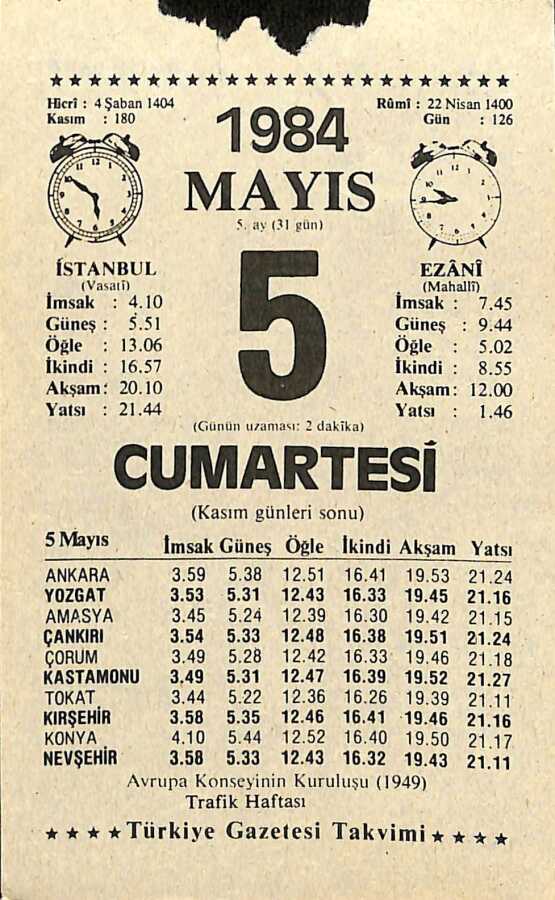 Hicrî : 4 Şaban 1404
Kasım : 180
1984
Rûmî : 22 Nisan 1400
Gün : 126
MAYIS
5. ay (31 gün)
İSTANBUL
(Vasatî)
İmsak : 4.10
Güneş : 5.51
Öğle : 13.06
İkindi : 16.57
Akşam: 20.10
Yatsı : 21.44
5
EZÂNÎ
(Mahallî)
İmsak : 7.45
Güneş : 9.44
Öğle : 5.02
İkindi : 8.55
Akşam: 12.00
Yatsı : 1.46
(Günün uzaması: 2 dakîka)
CUMARTESİ
(Kasım günleri sonu)
5 Mayıs İmsak Güneş Öğle İkindi Akşam Yatsı
ANKARA 3.59 5.38 12.51 16.41 19.53 21.24
YOZGAT 3.53 5.31 12.43 16.33 19.45 21.16
AMASYA 3.45 5.24 12.39 16.30 19.42 21.15
ÇANKIRI 3.54 5.33 12.48 16.38 19.51 21.24
ÇORUM 3.49 5.28 12.42 16.33 19.46 21.18
KASTAMONU 3,49 5.31 12.47 16.39 19.52 21.27
TOKAT 3.44 5.22 12.36 16.26 19.39 21.11
KIRŞEHİR 3.58 5.35 12.46 16.41 19.46 21.16
KONYA 4.10 5.44 12.52 16.40 19.50 21.17
NEVŞEHİR 3.58 5.33 12.43 16.32 19.43 21.11
Avrupa Konseyinin Kuruluşu (1949)
Trafik Haftası
★★★★Türkiye Gazetesi Takvimi★★★★